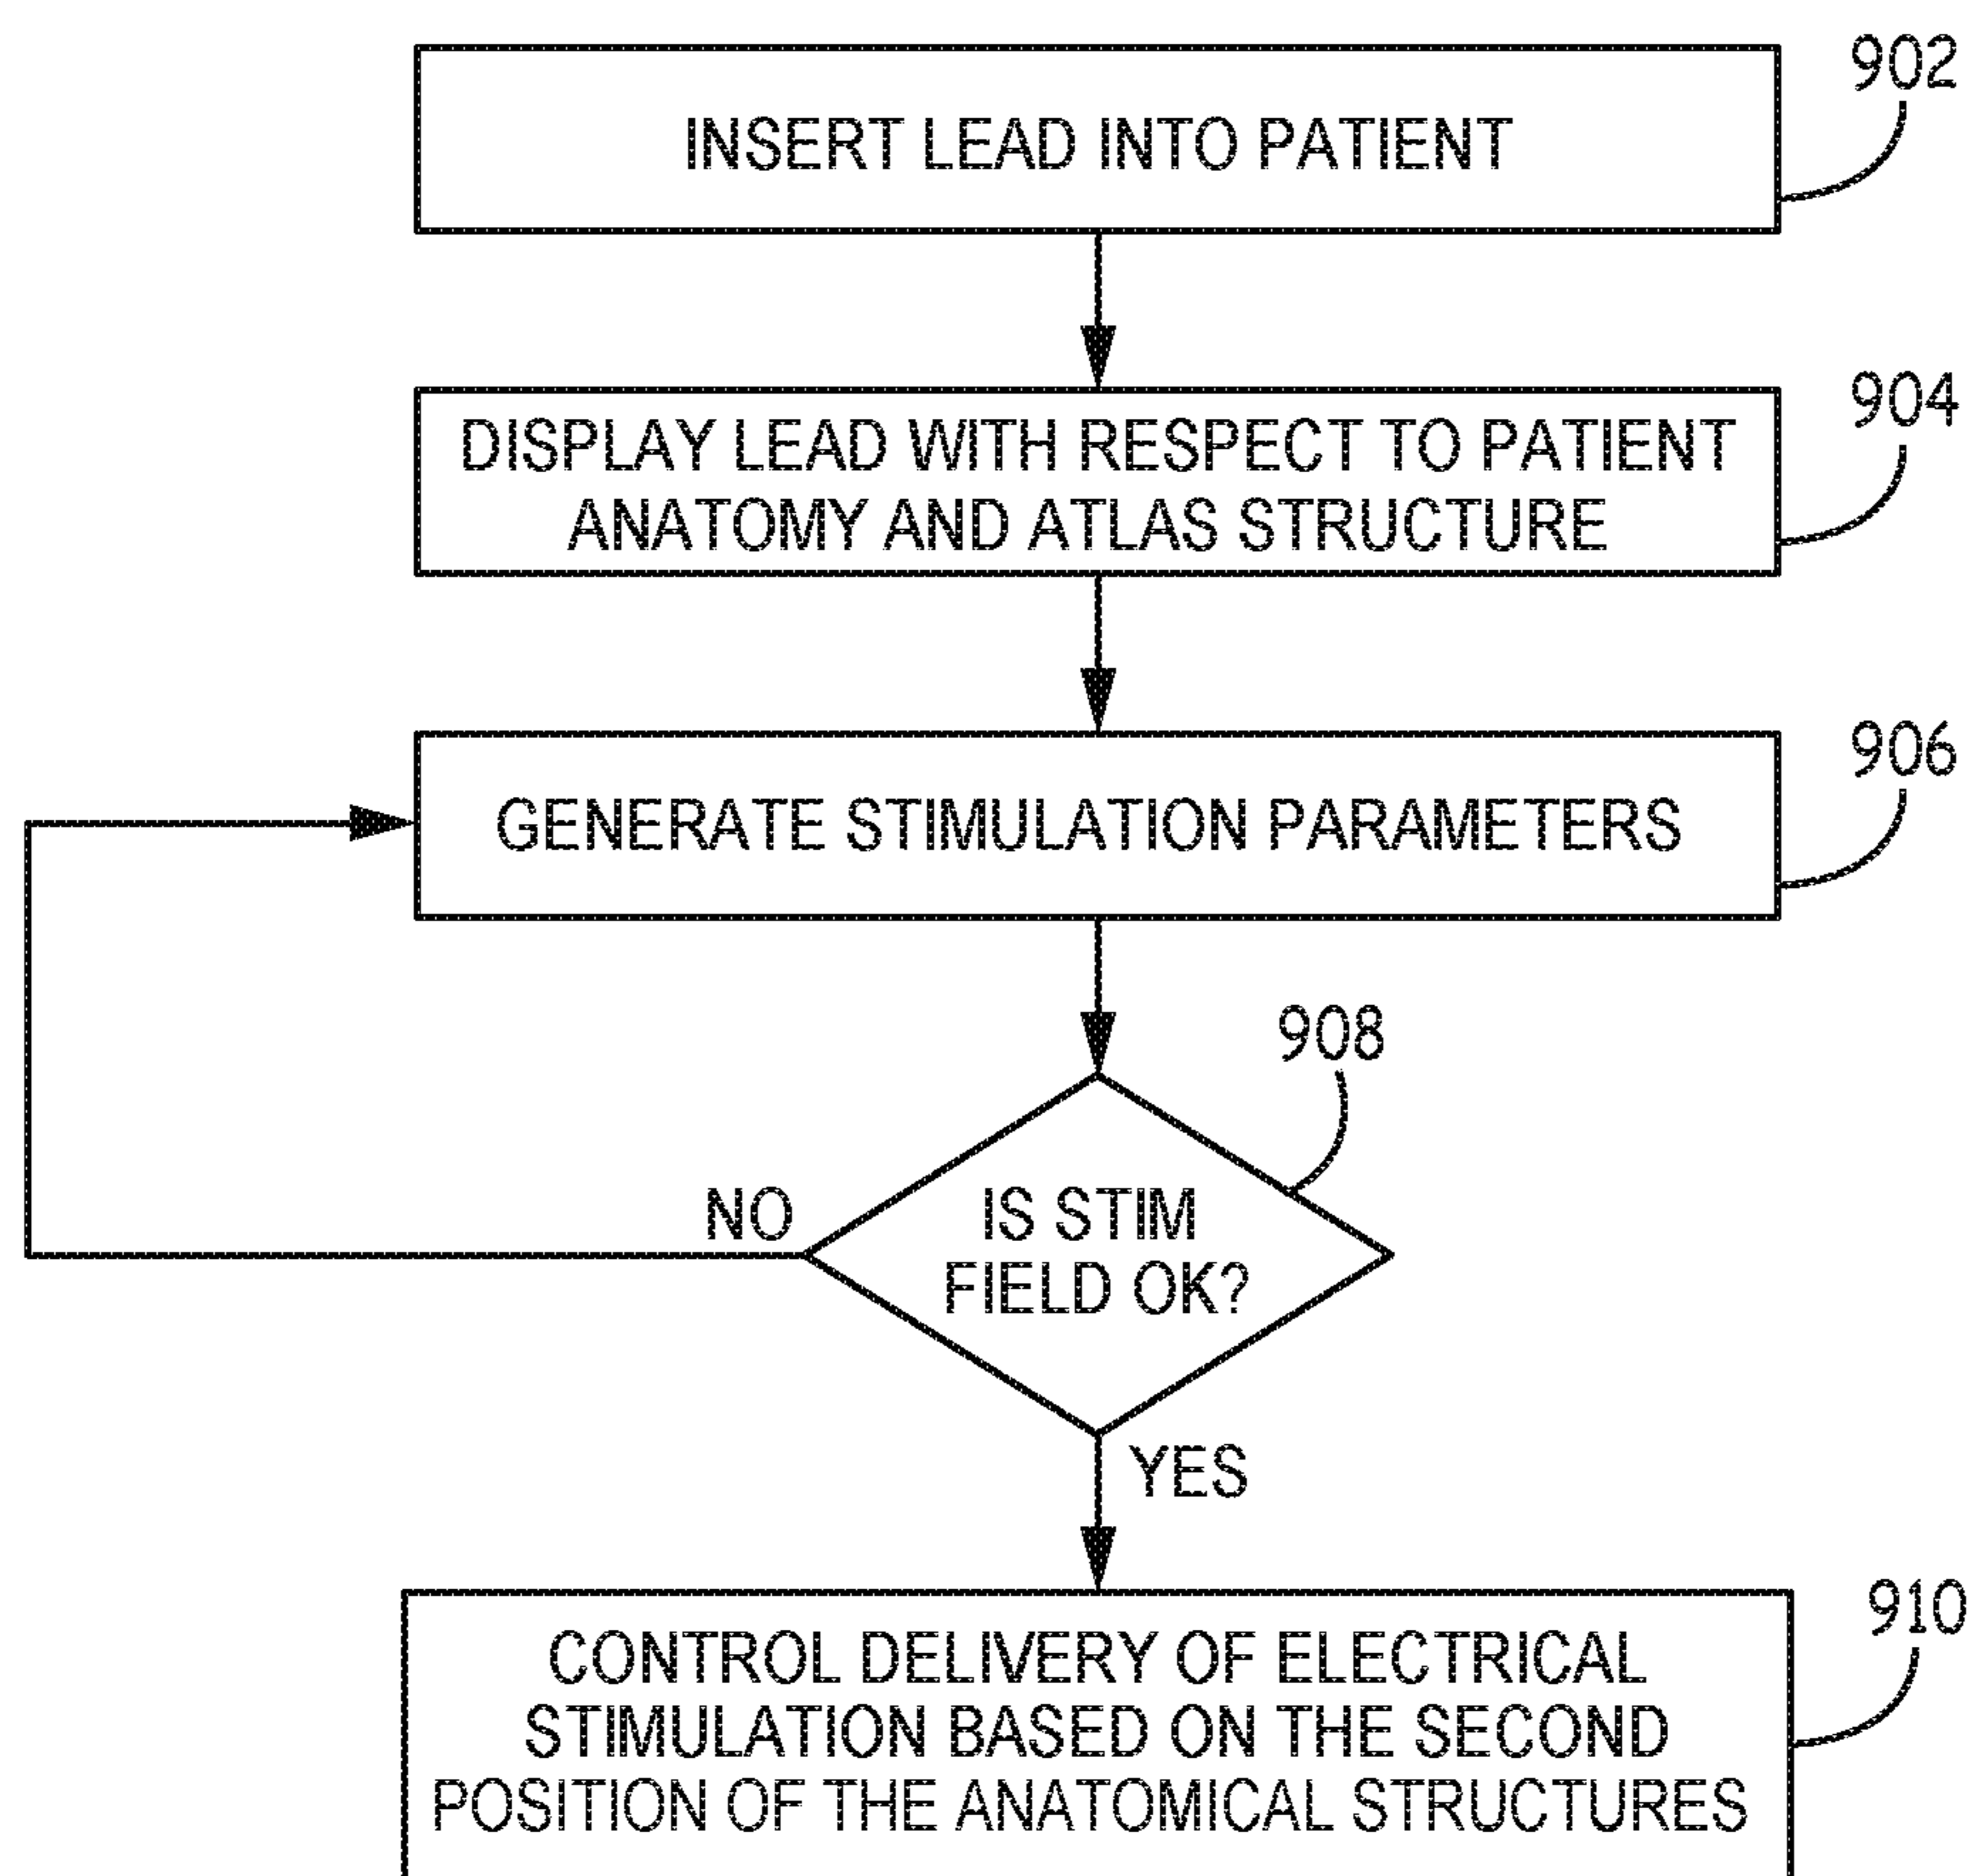 902
INSERT LEAD INTO PATIENT
904
DISPLAY LEAD WITH RESPECT TO PATIENT
ANATOMY AND ATLAS STRUCTURE
906
GENERATE STIMULATION PARAMETERS
908
NO
IS STIM
FIELD OK?
YES
910
CONTROL DELIVERY OF ELECTRICAL
STIMULATION BASED ON THE SECOND
POSITION OF THE ANATOMICAL STRUCTURES